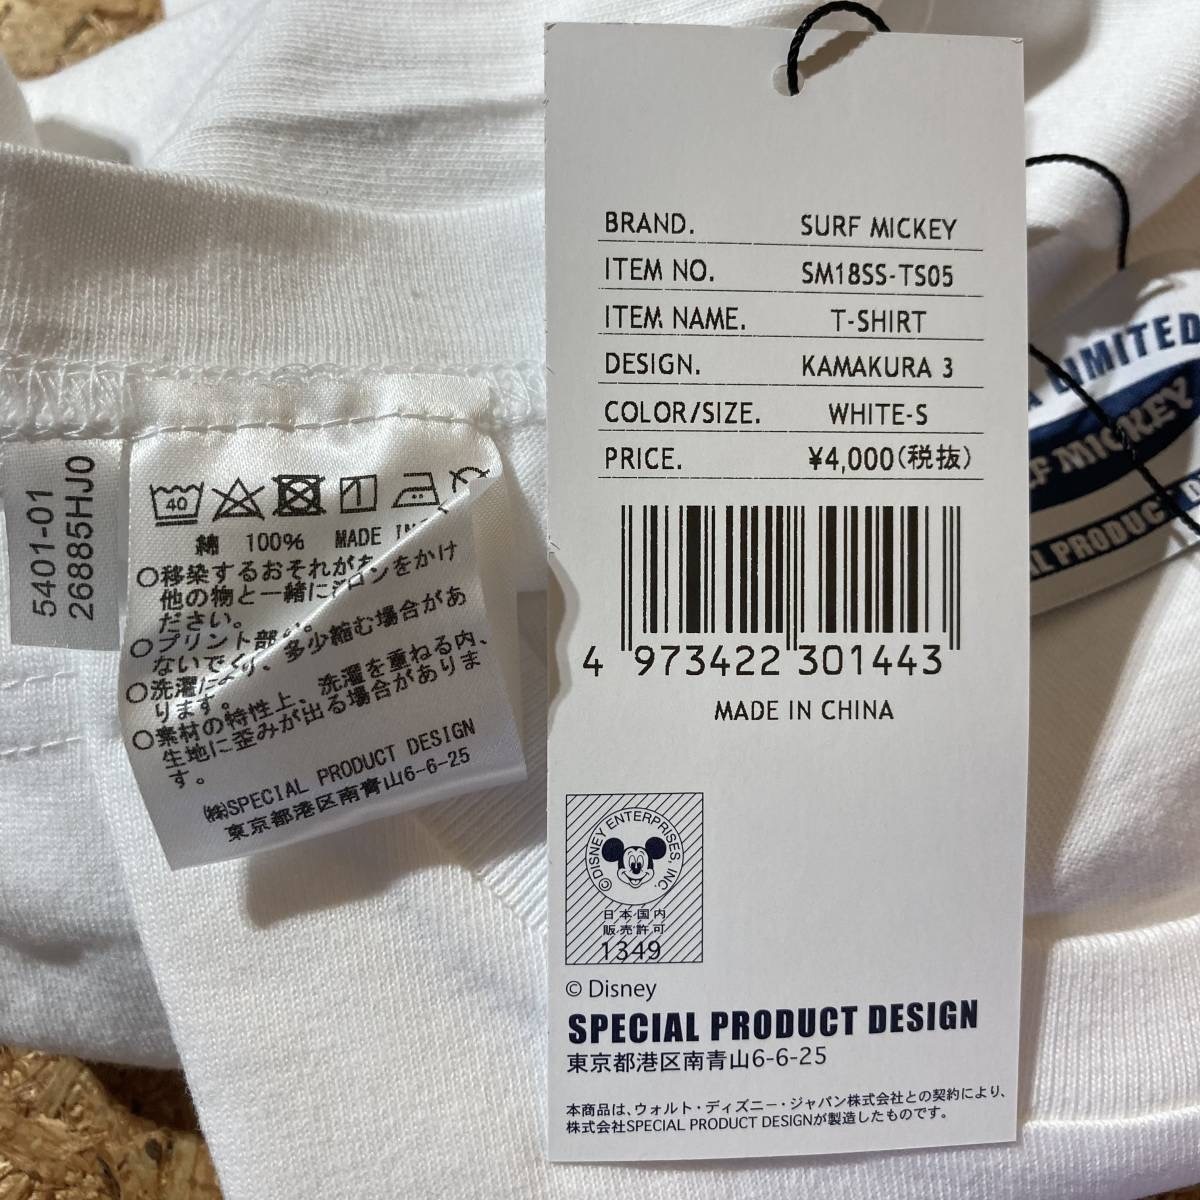 BRAND. SURF MICKEY
ITEM NO. SM18SS-TS05
ITEM NAME. T-SHIRT
DESIGN. KAMAKURA 3
COLOR/SIZE. WHITE-S
PRICE. ¥4,000(税抜)
4 973422 301443
MADE IN CHINA
©DISNEY ENTERPRISES, INC.
日本国内
販売許可
1349
© Disney
SPECIAL PRODUCT DESIGN
東京都港区南青山6-6-25
本商品は、ウォルト・ディズニー・ジャパン株式会社との契約により、
株式会社SPECIAL PRODUCT DESIGNが製造したものです。
5401-01
26885HJ0
40
綿 100% MADE IN
○移染するおそれがあ
をかけ
他の物と一緒に
ださい。
○プリント部
ないで
多少縮む場合があ
○洗濯により
ります。
○素材の特性上、洗濯を重ねる内、
生地に歪みが出る場合がありま
す。
㈱SPECIAL PRODUCT DESIGN
東京都港区南青山6-6-25
LIMITED
MICKEY
PRODUCT